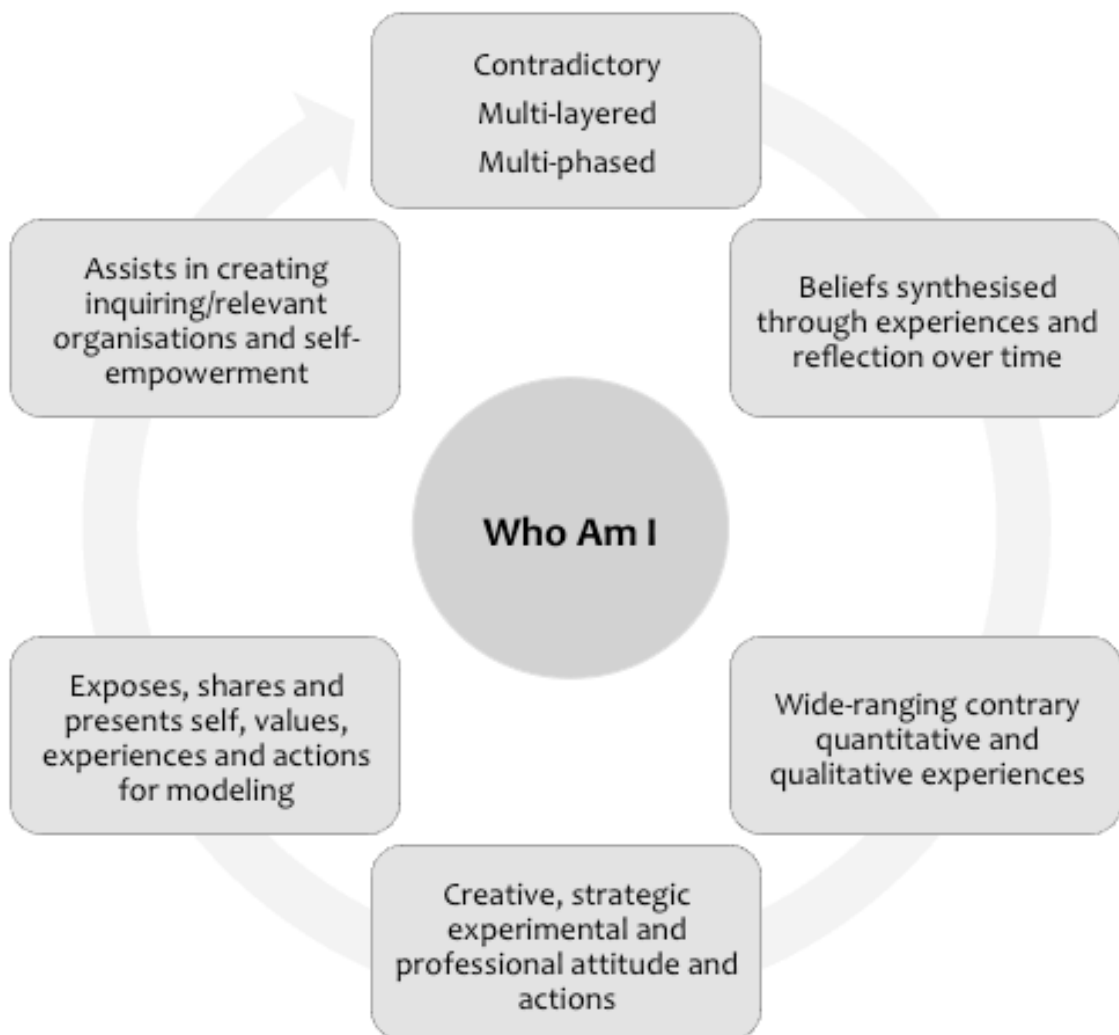 Contradictory
Multi-layered
Multi-phased
Beliefs synthesised
through experiences and
reflection over time
Wide-ranging contrary
quantitative and
qualitative experiences
Creative, strategic
experimental and
professional attitude and
actions
Exposes, shares and
presents self, values,
experiences and actions
for modeling
Assists in creating
inquiring/relevant
organisations and self-
empowerment
Who Am I